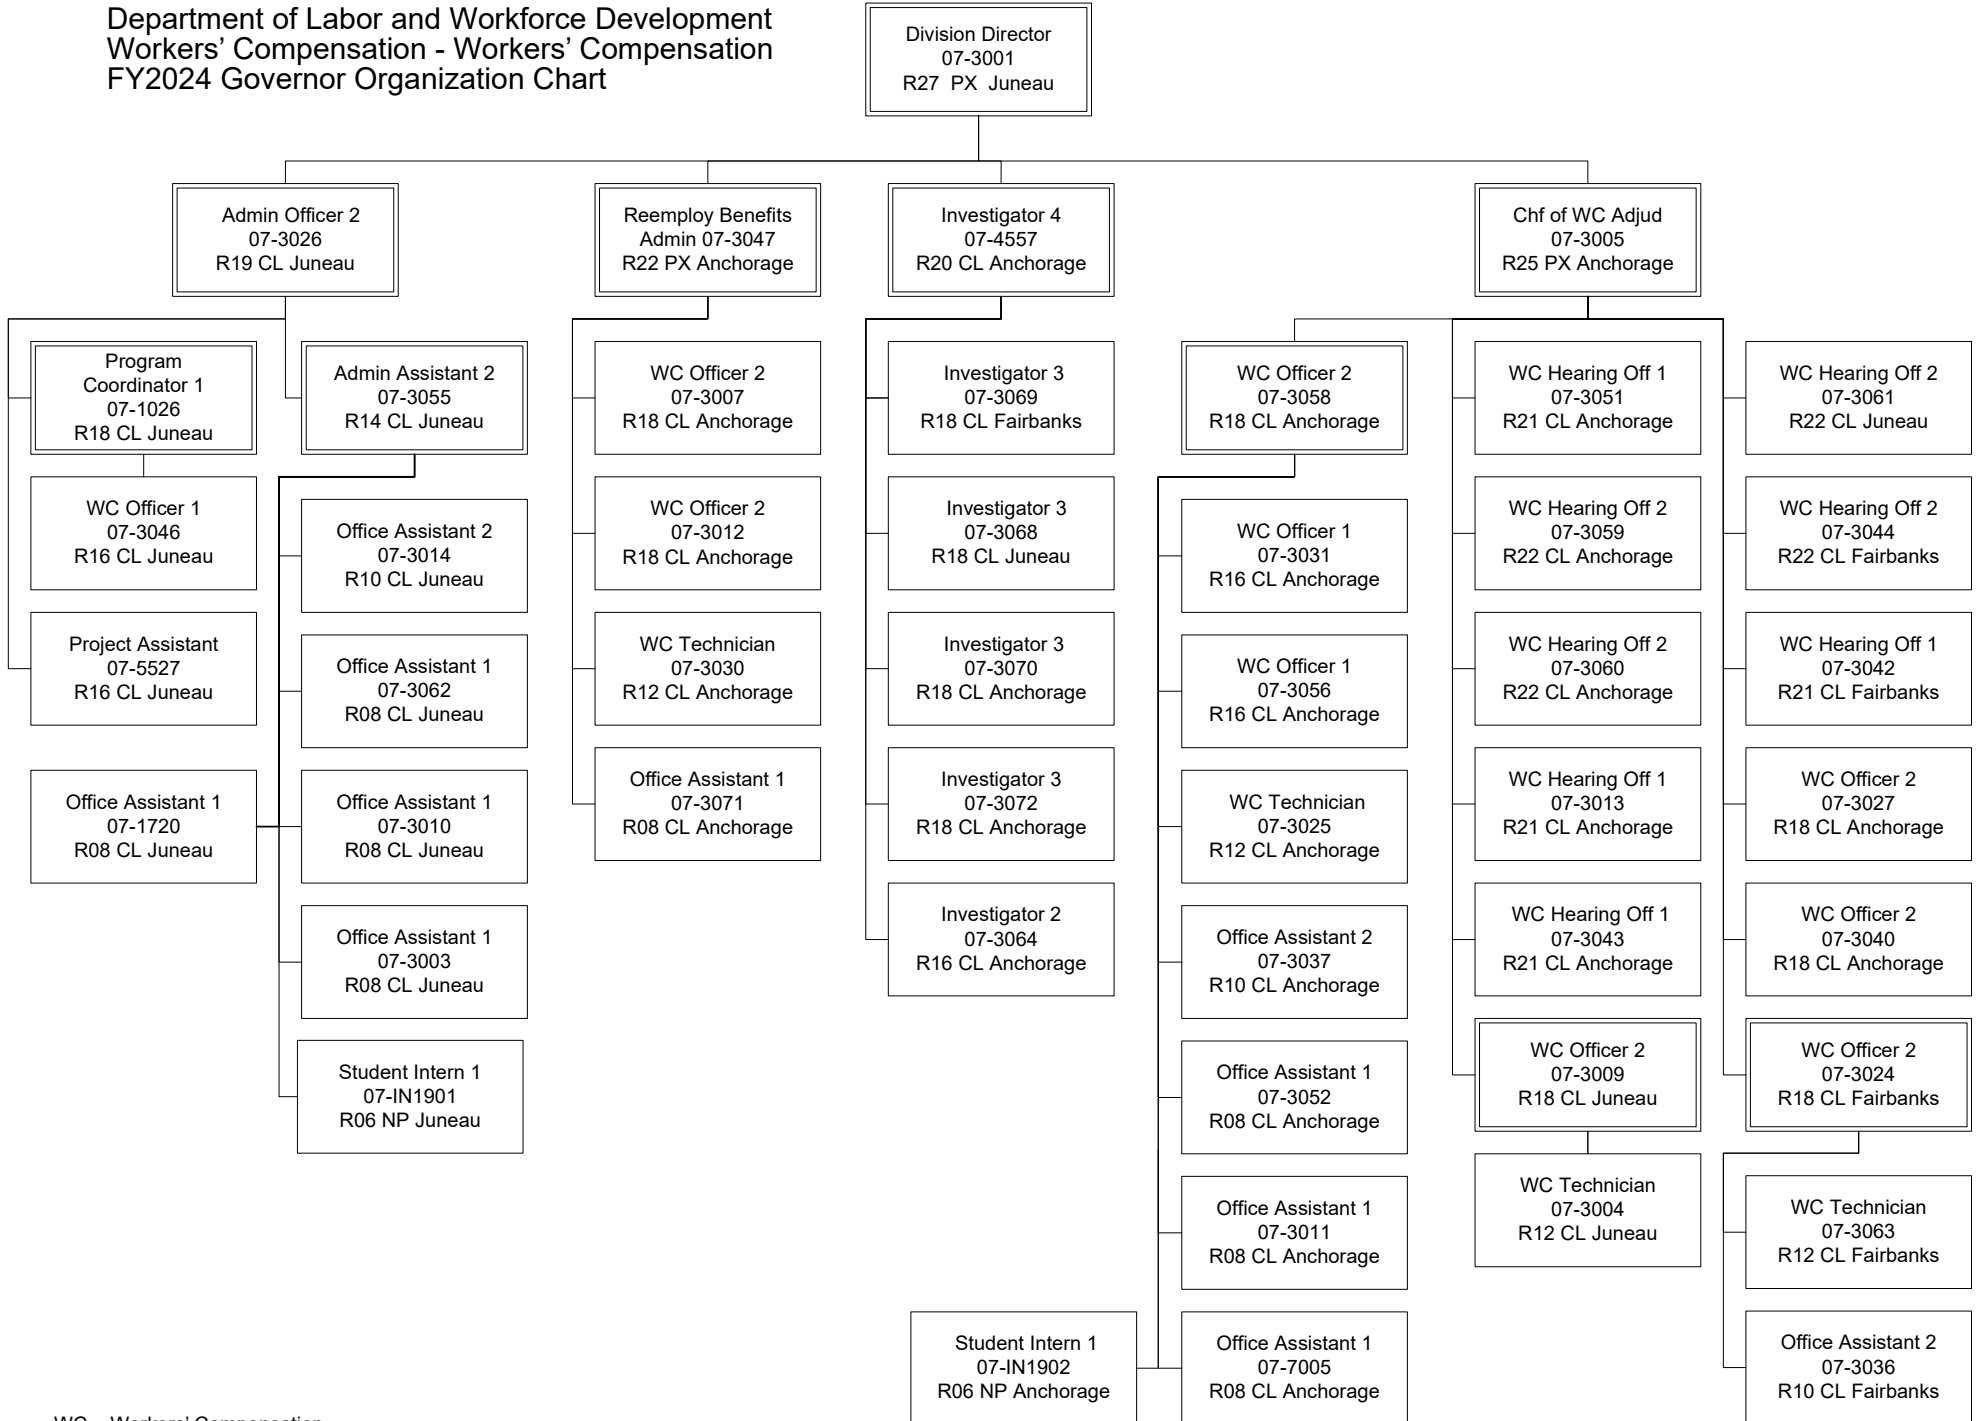 Department of Labor and Workforce Development
Workers’ Compensation - Workers’ Compensation
FY2024 Governor Organization Chart
Division Director
07-3001
R27 PX Juneau
Admin Officer 2
07-3026
R19 CL Juneau
Reemploy Benefits
Admin 07-3047
R22 PX Anchorage
Investigator 4
07-4557
R20 CL Anchorage
Chf of WC Adjud
07-3005
R25 PX Anchorage
Program
Coordinator 1
07-1026
R18 CL Juneau
WC Officer 1
07-3046
R16 CL Juneau
Project Assistant
07-5527
R16 CL Juneau
Office Assistant 1
07-1720
R08 CL Juneau
Admin Assistant 2
07-3055
R14 CL Juneau
Office Assistant 2
07-3014
R10 CL Juneau
Office Assistant 1
07-3062
R08 CL Juneau
Office Assistant 1
07-3010
R08 CL Juneau
Office Assistant 1
07-3003
R08 CL Juneau
Student Intern 1
07-IN1901
R06 NP Juneau
WC Officer 2
07-3007
R18 CL Anchorage
WC Officer 2
07-3012
R18 CL Anchorage
WC Technician
07-3030
R12 CL Anchorage
Office Assistant 1
07-3071
R08 CL Anchorage
Investigator 3
07-3069
R18 CL Fairbanks
Investigator 3
07-3068
R18 CL Juneau
Investigator 3
07-3070
R18 CL Anchorage
Investigator 3
07-3072
R18 CL Anchorage
Investigator 2
07-3064
R16 CL Anchorage
WC Officer 2
07-3058
R18 CL Anchorage
WC Officer 1
07-3031
R16 CL Anchorage
WC Officer 1
07-3056
R16 CL Anchorage
WC Technician
07-3025
R12 CL Anchorage
Office Assistant 2
07-3037
R10 CL Anchorage
Office Assistant 1
07-3052
R08 CL Anchorage
Office Assistant 1
07-3011
R08 CL Anchorage
Student Intern 1
07-IN1902
R06 NP Anchorage
Office Assistant 1
07-7005
R08 CL Anchorage
WC Hearing Off 1
07-3051
R21 CL Anchorage
WC Hearing Off 2
07-3059
R22 CL Anchorage
WC Hearing Off 2
07-3060
R22 CL Anchorage
WC Hearing Off 1
07-3013
R21 CL Anchorage
WC Hearing Off 1
07-3043
R21 CL Anchorage
WC Officer 2
07-3009
R18 CL Juneau
WC Technician
07-3004
R12 CL Juneau
WC Hearing Off 2
07-3061
R22 CL Juneau
WC Hearing Off 2
07-3044
R22 CL Fairbanks
WC Hearing Off 1
07-3042
R21 CL Fairbanks
WC Officer 2
07-3027
R18 CL Anchorage
WC Officer 2
07-3040
R18 CL Anchorage
WC Officer 2
07-3024
R18 CL Fairbanks
WC Technician
07-3063
R12 CL Fairbanks
Office Assistant 2
07-3036
R10 CL Fairbanks